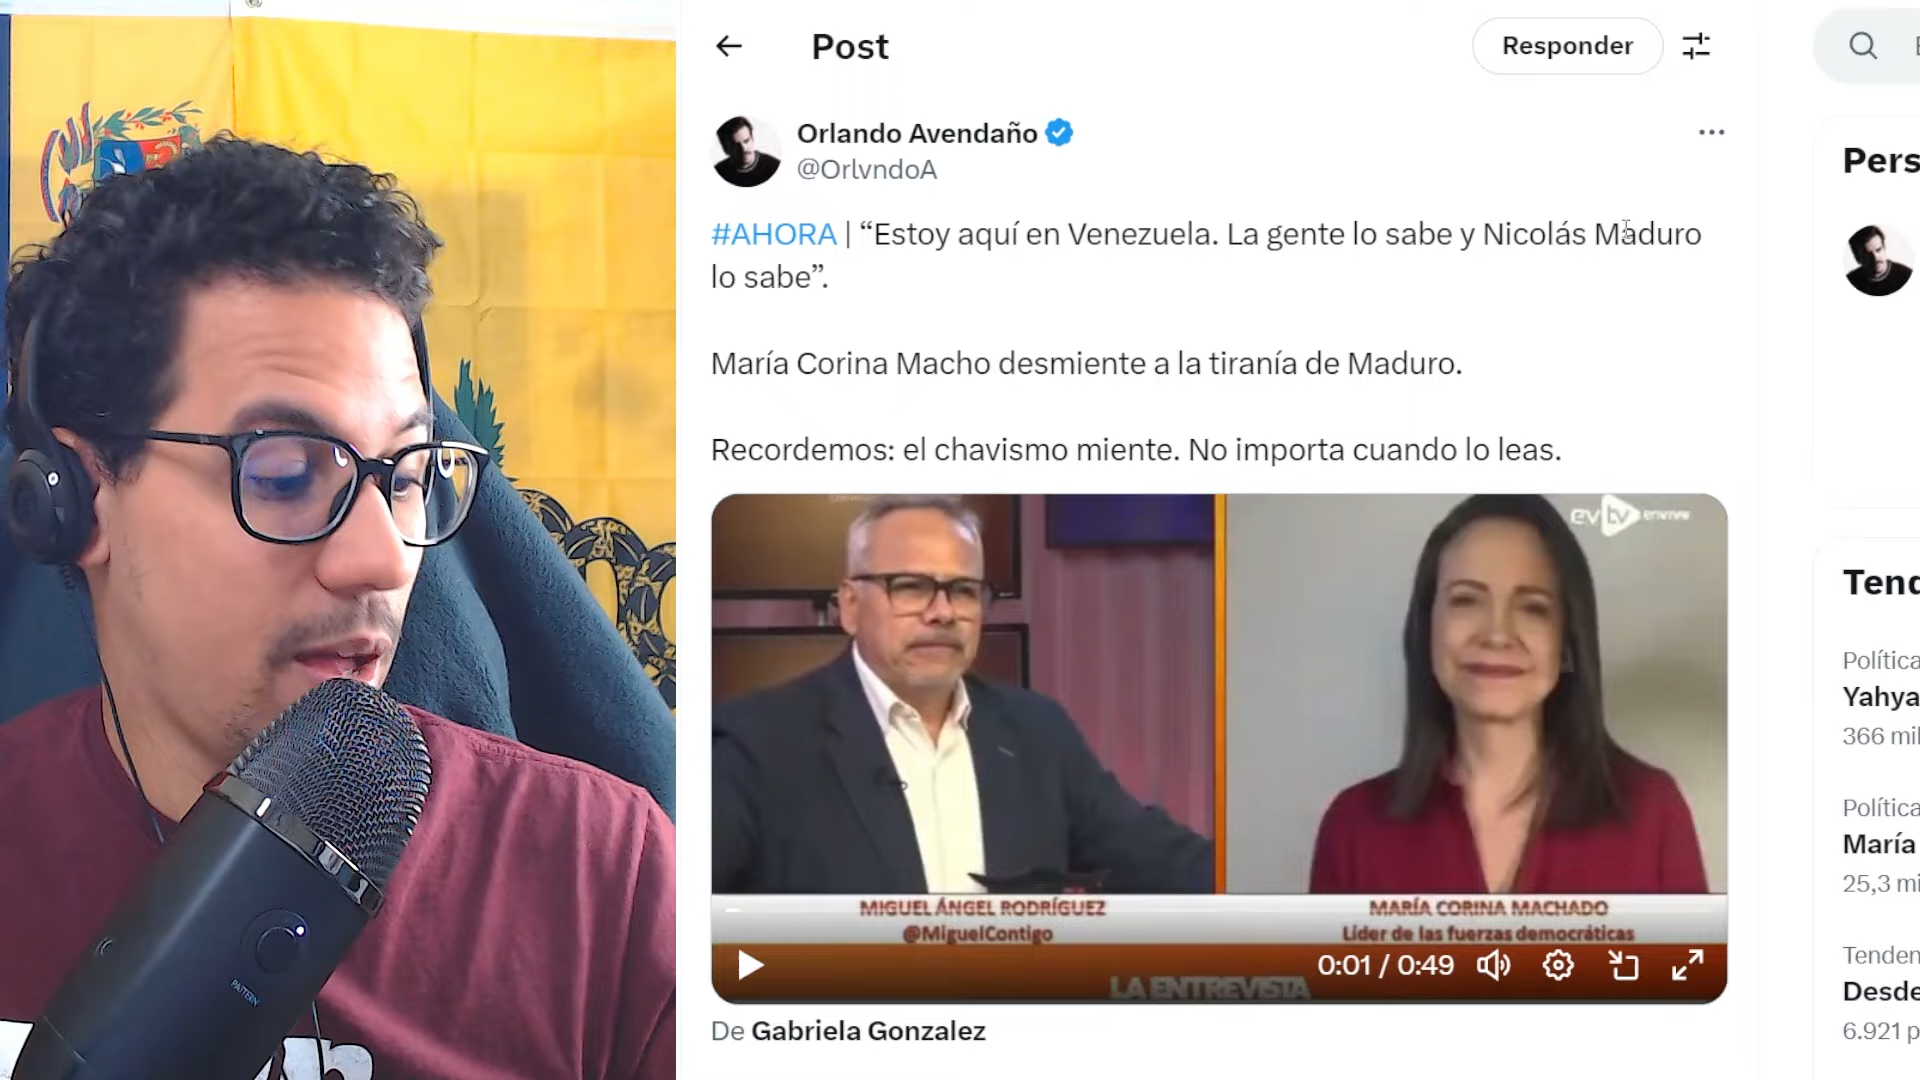 Post
Responder
Orlando Avendaño
@OrlvndoA
#AHORA | “Estoy aquí en Venezuela. La gente lo sabe y Nicolás Maduro
lo sabe”.
María Corina Macho desmiente a la tiranía de Maduro.
Recordemos: el chavismo miente. No importa cuando lo leas.
evtv
MIGUEL ÁNGEL RODRÍGUEZ
@MiguelContigo
MARÍA CORINA MACHADO
Líder de las fuerzas democráticas
0:01 / 0:49
LA ENTREVISTA
De Gabriela Gonzalez
Pers
Tend
Política
Yahya
366 mil
Política
María
25,3 mi
Tenden
Desde
6.921 p
PATTERN